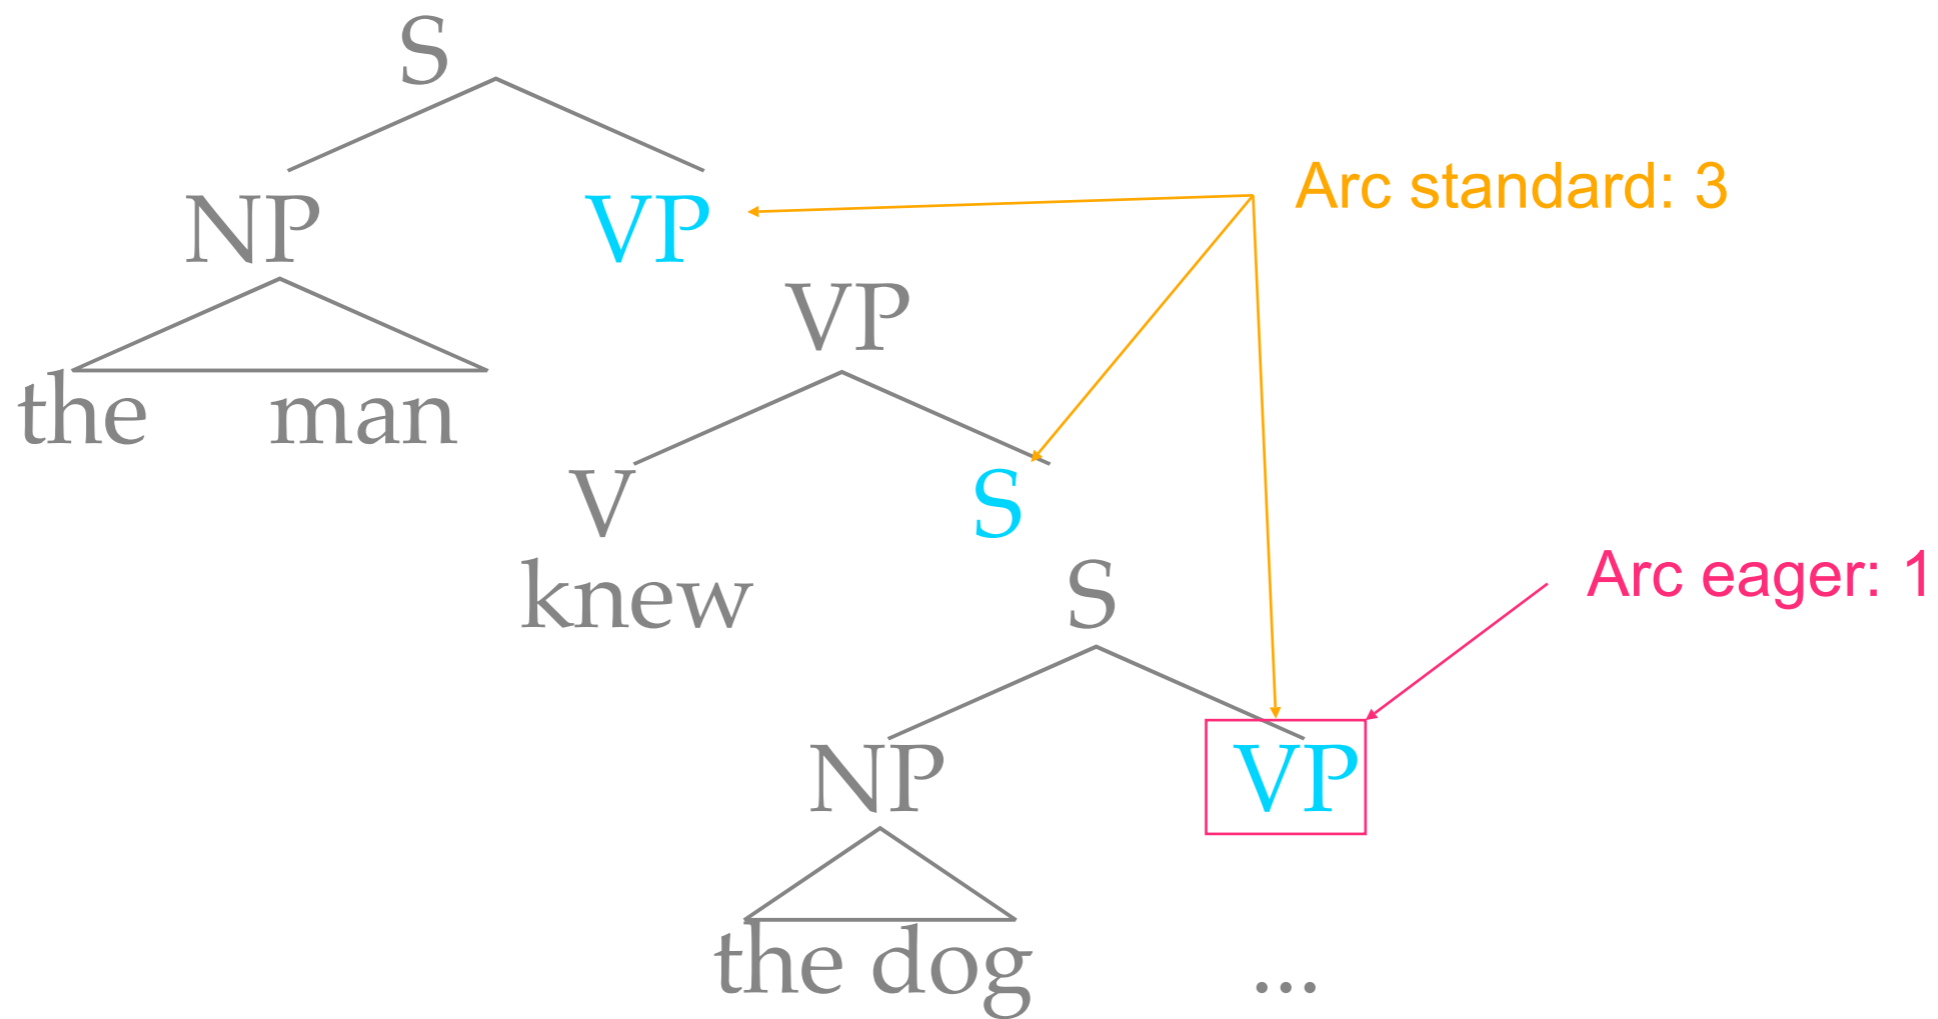 S
NP VP
Arc standard: 3
VP
the man
V S
knew S
Arc eager: 1
NP VP
the dog ...